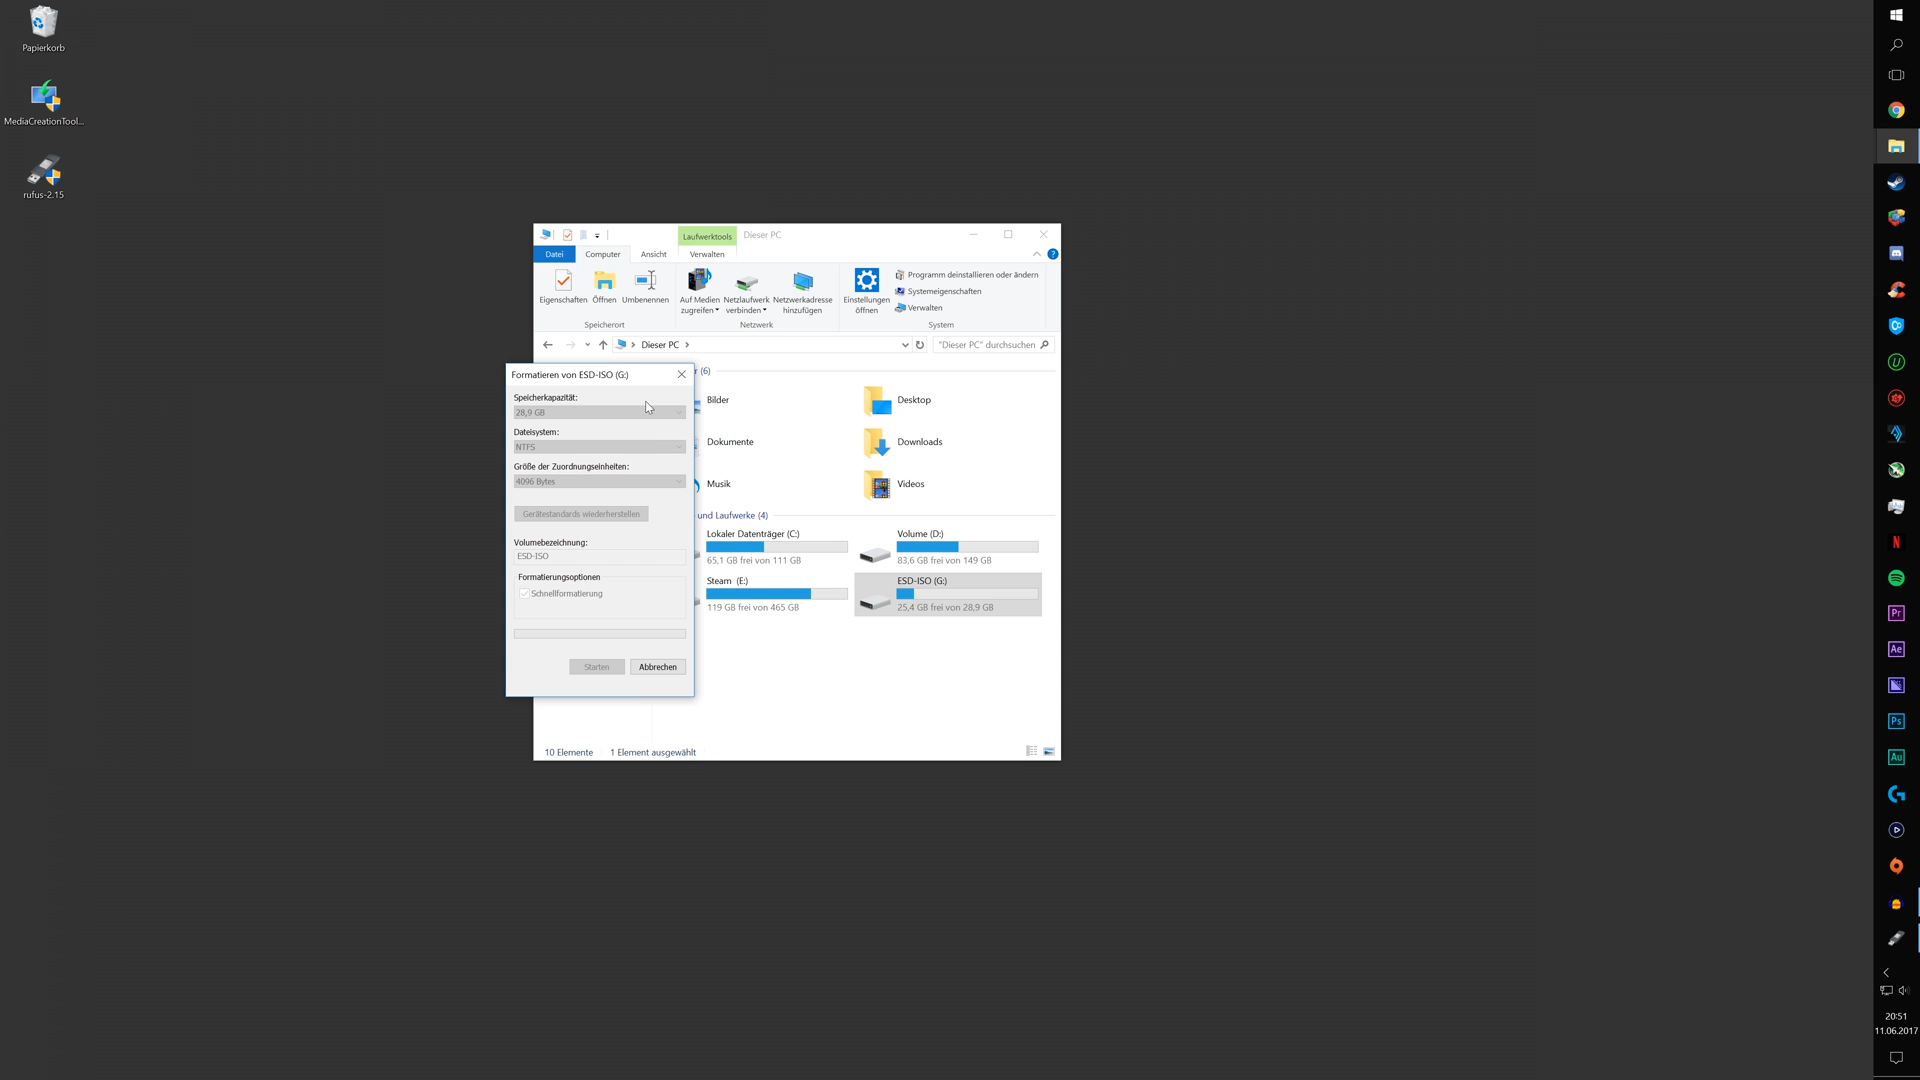 Papierkorb
MediaCreationTool...
rufus-2.15
Laufwerktools
Dieser PC
Datei
Computer
Ansicht
Verwalten
Eigenschaften
Öffnen
Umbenennen
Auf Medien
zugreifen
Netzlaufwerk
verbinden
Netzwerkadresse
hinzufügen
Einstellungen
öffnen
Programm deinstallieren oder ändern
Systemeigenschaften
Verwalten
Speicherort
Netzwerk
System
Dieser PC
"Dieser PC" durchsuchen
Formatieren von ESD-ISO (G:)
Speicherkapazität:
28,9 GB
Dateisystem:
NTFS
Größe der Zuordnungseinheiten:
4096 Bytes
Gerätestandards wiederherstellen
Volumebezeichnung:
ESD-ISO
Formatierungsoptionen
Schnellformatierung
Starten
Abbrechen
(6)
Bilder
Desktop
Dokumente
Downloads
Musik
Videos
und Laufwerke (4)
Lokaler Datenträger (C:)
65,1 GB frei von 111 GB
Volume (D:)
83,6 GB frei von 149 GB
Steam (E:)
119 GB frei von 465 GB
ESD-ISO (G:)
25,4 GB frei von 28,9 GB
10 Elemente
1 Element ausgewählt
Pr
Ae
Ps
Au
20:51
11.06.2017